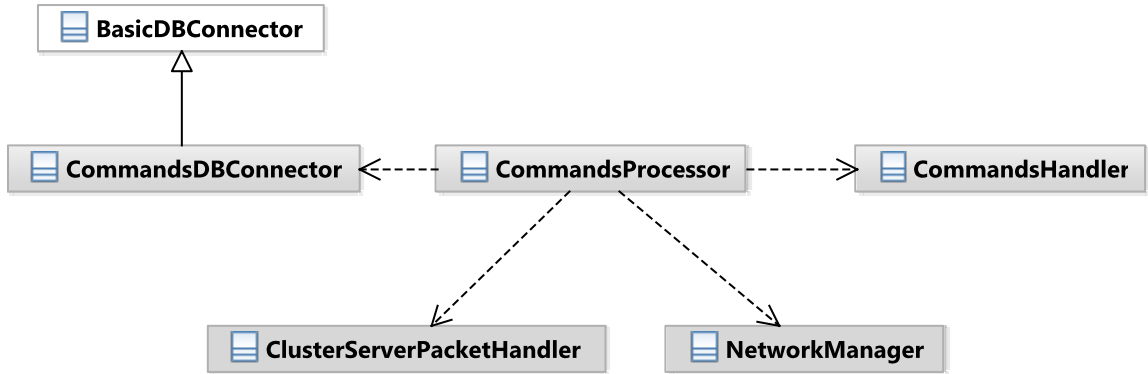 BasicDBConnector
CommandsDBConnector
CommandsProcessor
CommandsHandler
ClusterServerPacketHandler
NetworkManager